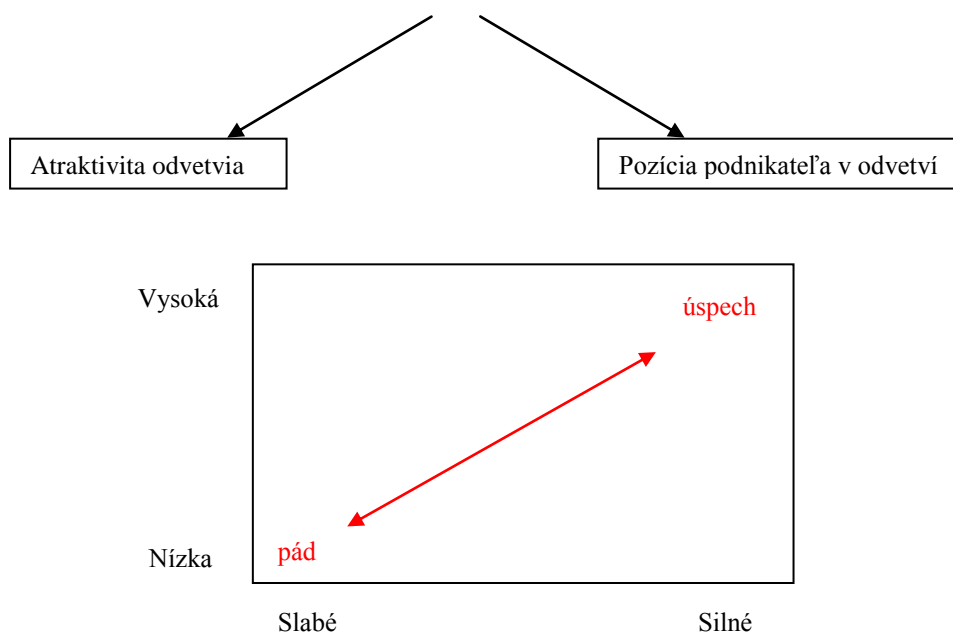 Atraktivita odvetvia
Pozícia podnikateľa v odvetví
Vysoká
úspech
Nízka
pád
Slabé
Silné